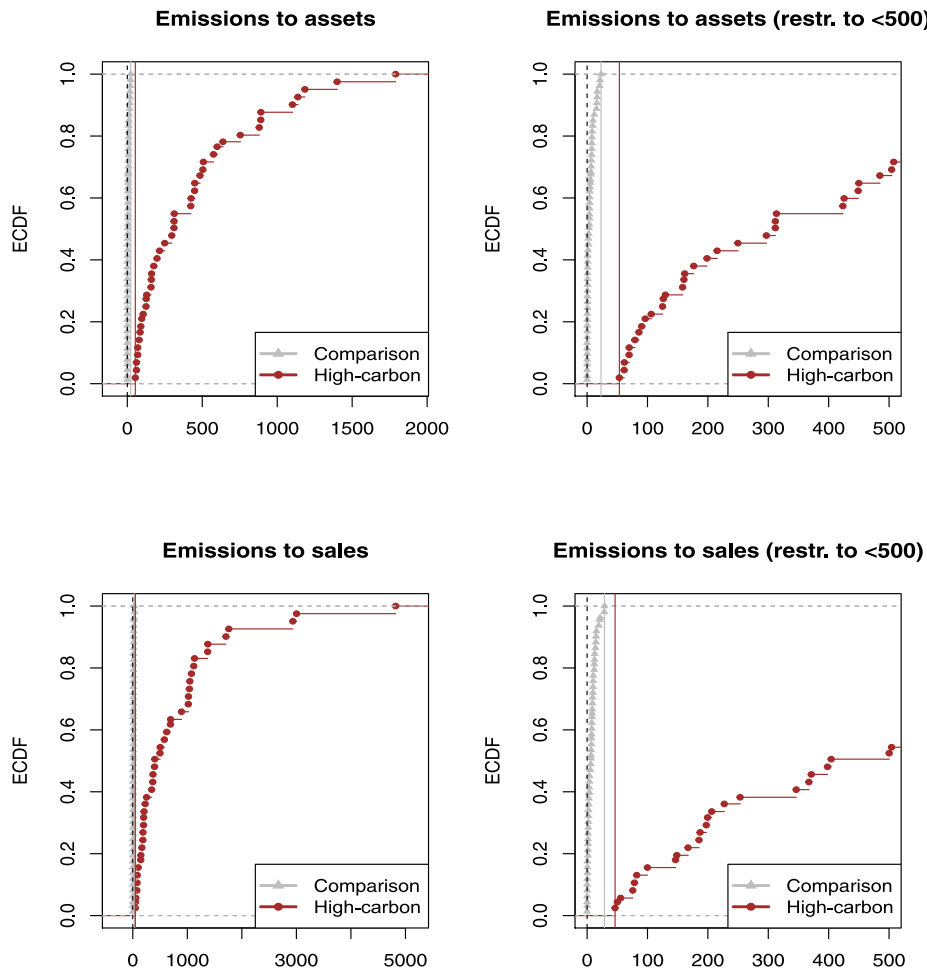 Emissions to assets
ECDF
0.0 0.2 0.4 0.6 0.8 1.0
Comparison
High-carbon
0 500 1000 1500 2000
Emissions to assets (restr. to <500)
ECDF
0.0 0.2 0.4 0.6 0.8 1.0
Comparison
High-carbon
0 100 200 300 400 500
Emissions to sales
ECDF
0.0 0.2 0.4 0.6 0.8 1.0
Comparison
High-carbon
0 1000 3000 5000
Emissions to sales (restr. to <500)
ECDF
0.0 0.2 0.4 0.6 0.8 1.0
Comparison
High-carbon
0 100 200 300 400 500